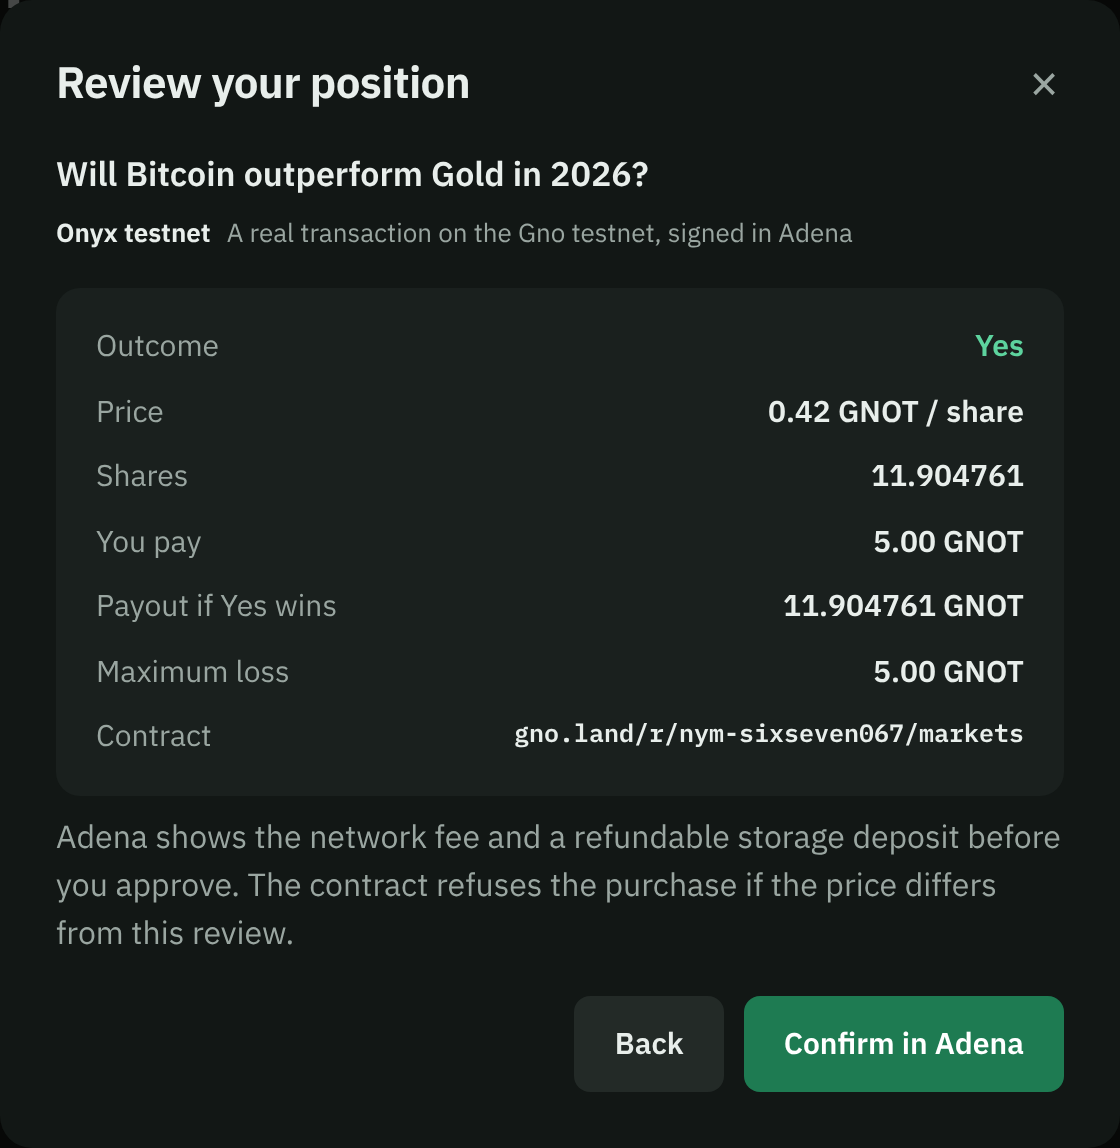 Review your position
Will Bitcoin outperform Gold in 2026?
Onyx testnet A real transaction on the Gno testnet, signed in Adena
Outcome Yes
Price 0.42 GNOT / share
Shares 11.904761
You pay 5.00 GNOT
Payout if Yes wins 11.904761 GNOT
Maximum loss 5.00 GNOT
Contract gno.land/r/nym-sixseven067/markets
Adena shows the network fee and a refundable storage deposit before
you approve. The contract refuses the purchase if the price differs
from this review.
Back Confirm in Adena